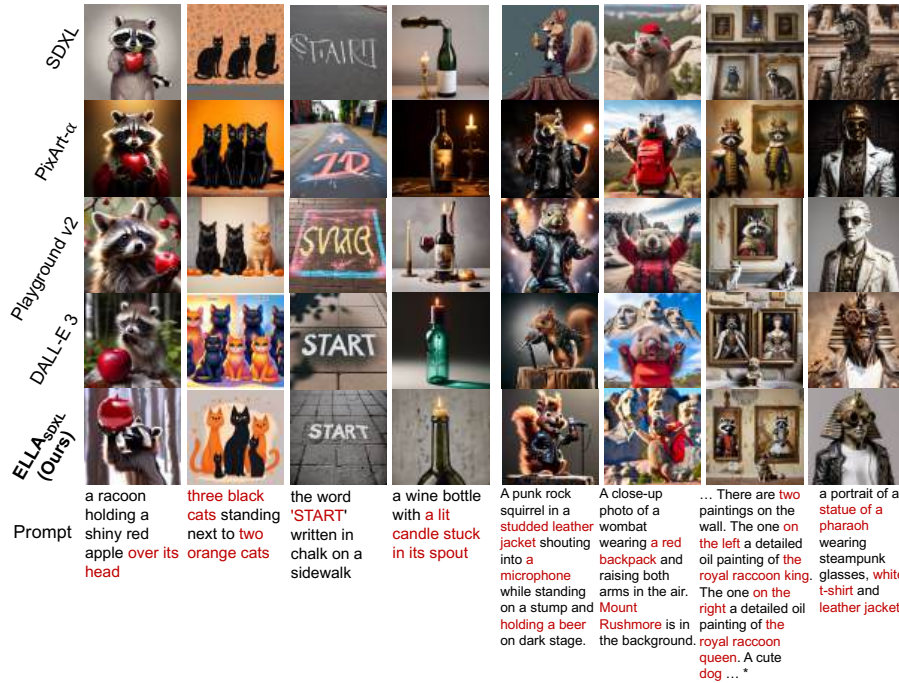 SDXL
PixArt-α
Playground v2
DALL-E 3
START
ELLA_SDXL
(Ours)
START
Prompt
a racoon
holding a
shiny red
apple over its
head
three black
cats standing
next to two
orange cats
the word
'START'
written in
chalk on a
sidewalk
a wine bottle
with a lit
candle stuck
in its spout
A punk rock
squirrel in a
studded leather
jacket shouting
into a
microphone
while standing
on a stump and
holding a beer
on dark stage.
A close-up
photo of a
wombat
wearing a red
backpack and
raising both
arms in the air.
Mount
Rushmore is in
the background.
… There are two
paintings on the
wall. The one on
the left a detailed
oil painting of the
royal raccoon king.
The one on the
right a detailed oil
painting of the
royal raccoon
queen. A cute
dog … *
a portrait of a
statue of a
pharaoh
wearing
steampunk
glasses, white
t-shirt and
leather jacket